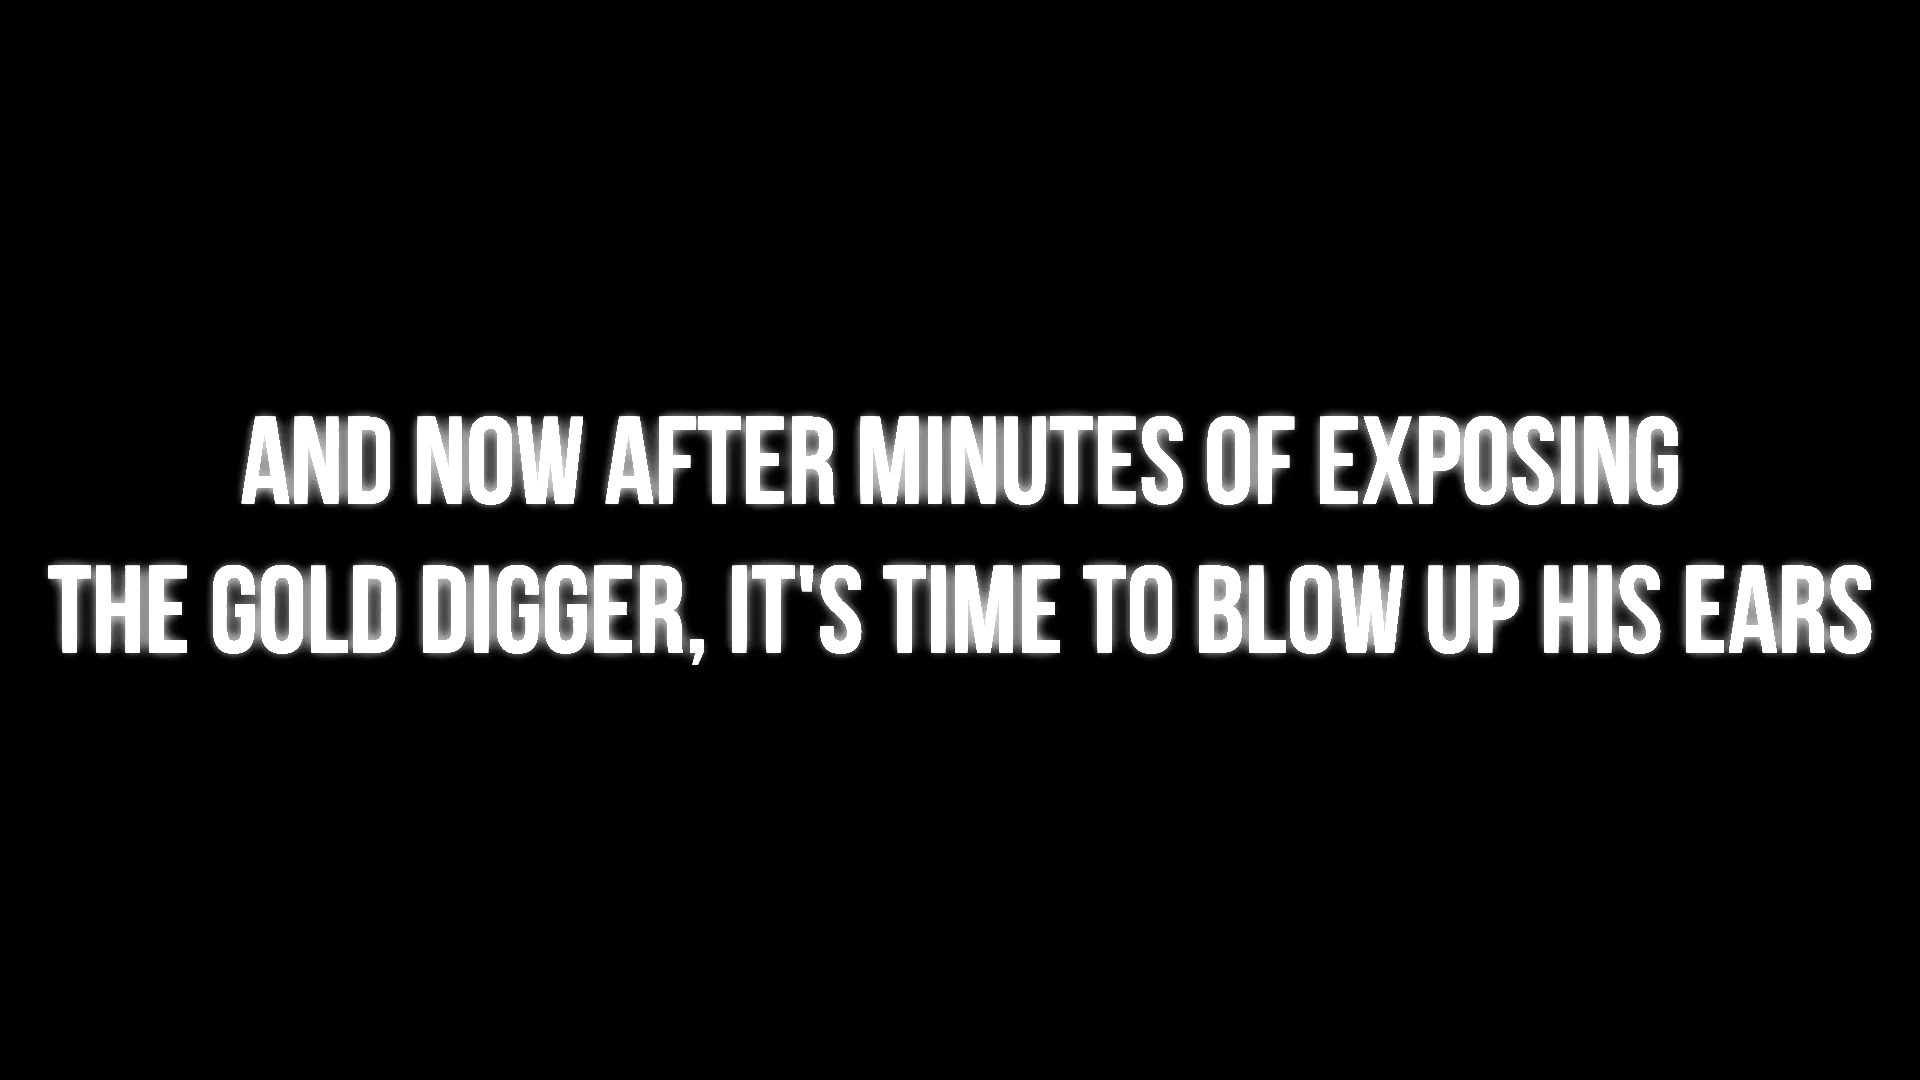 AND NOW AFTER MINUTES OF EXPOSING
THE GOLD DIGGER, IT'S TIME TO BLOW UP HIS EARS